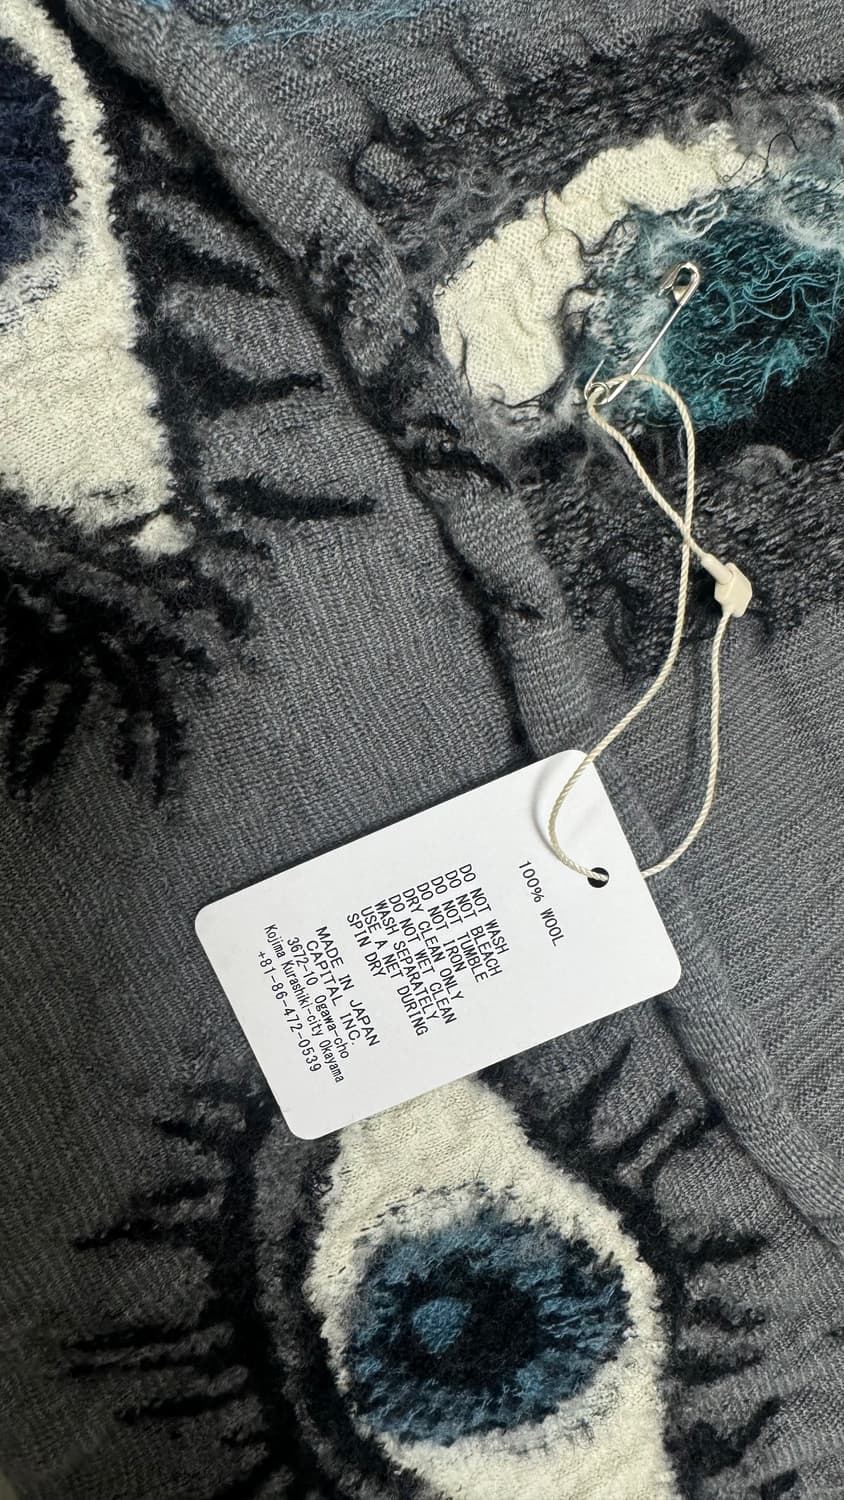 100% WOOL
DO NOT WASH
DO NOT BLEACH
DO NOT TUMBLE
DO NOT IRON
DRY CLEAN ONLY
DO NOT WET CLEAN
WASH SEPARATELY
USE A NET DURING
SPIN DRY
MADE IN JAPAN
CAPITAL INC.
3672-10 Ogawa-cho
Kojima Kurashiki-city Okayama
+81-86-472-0539